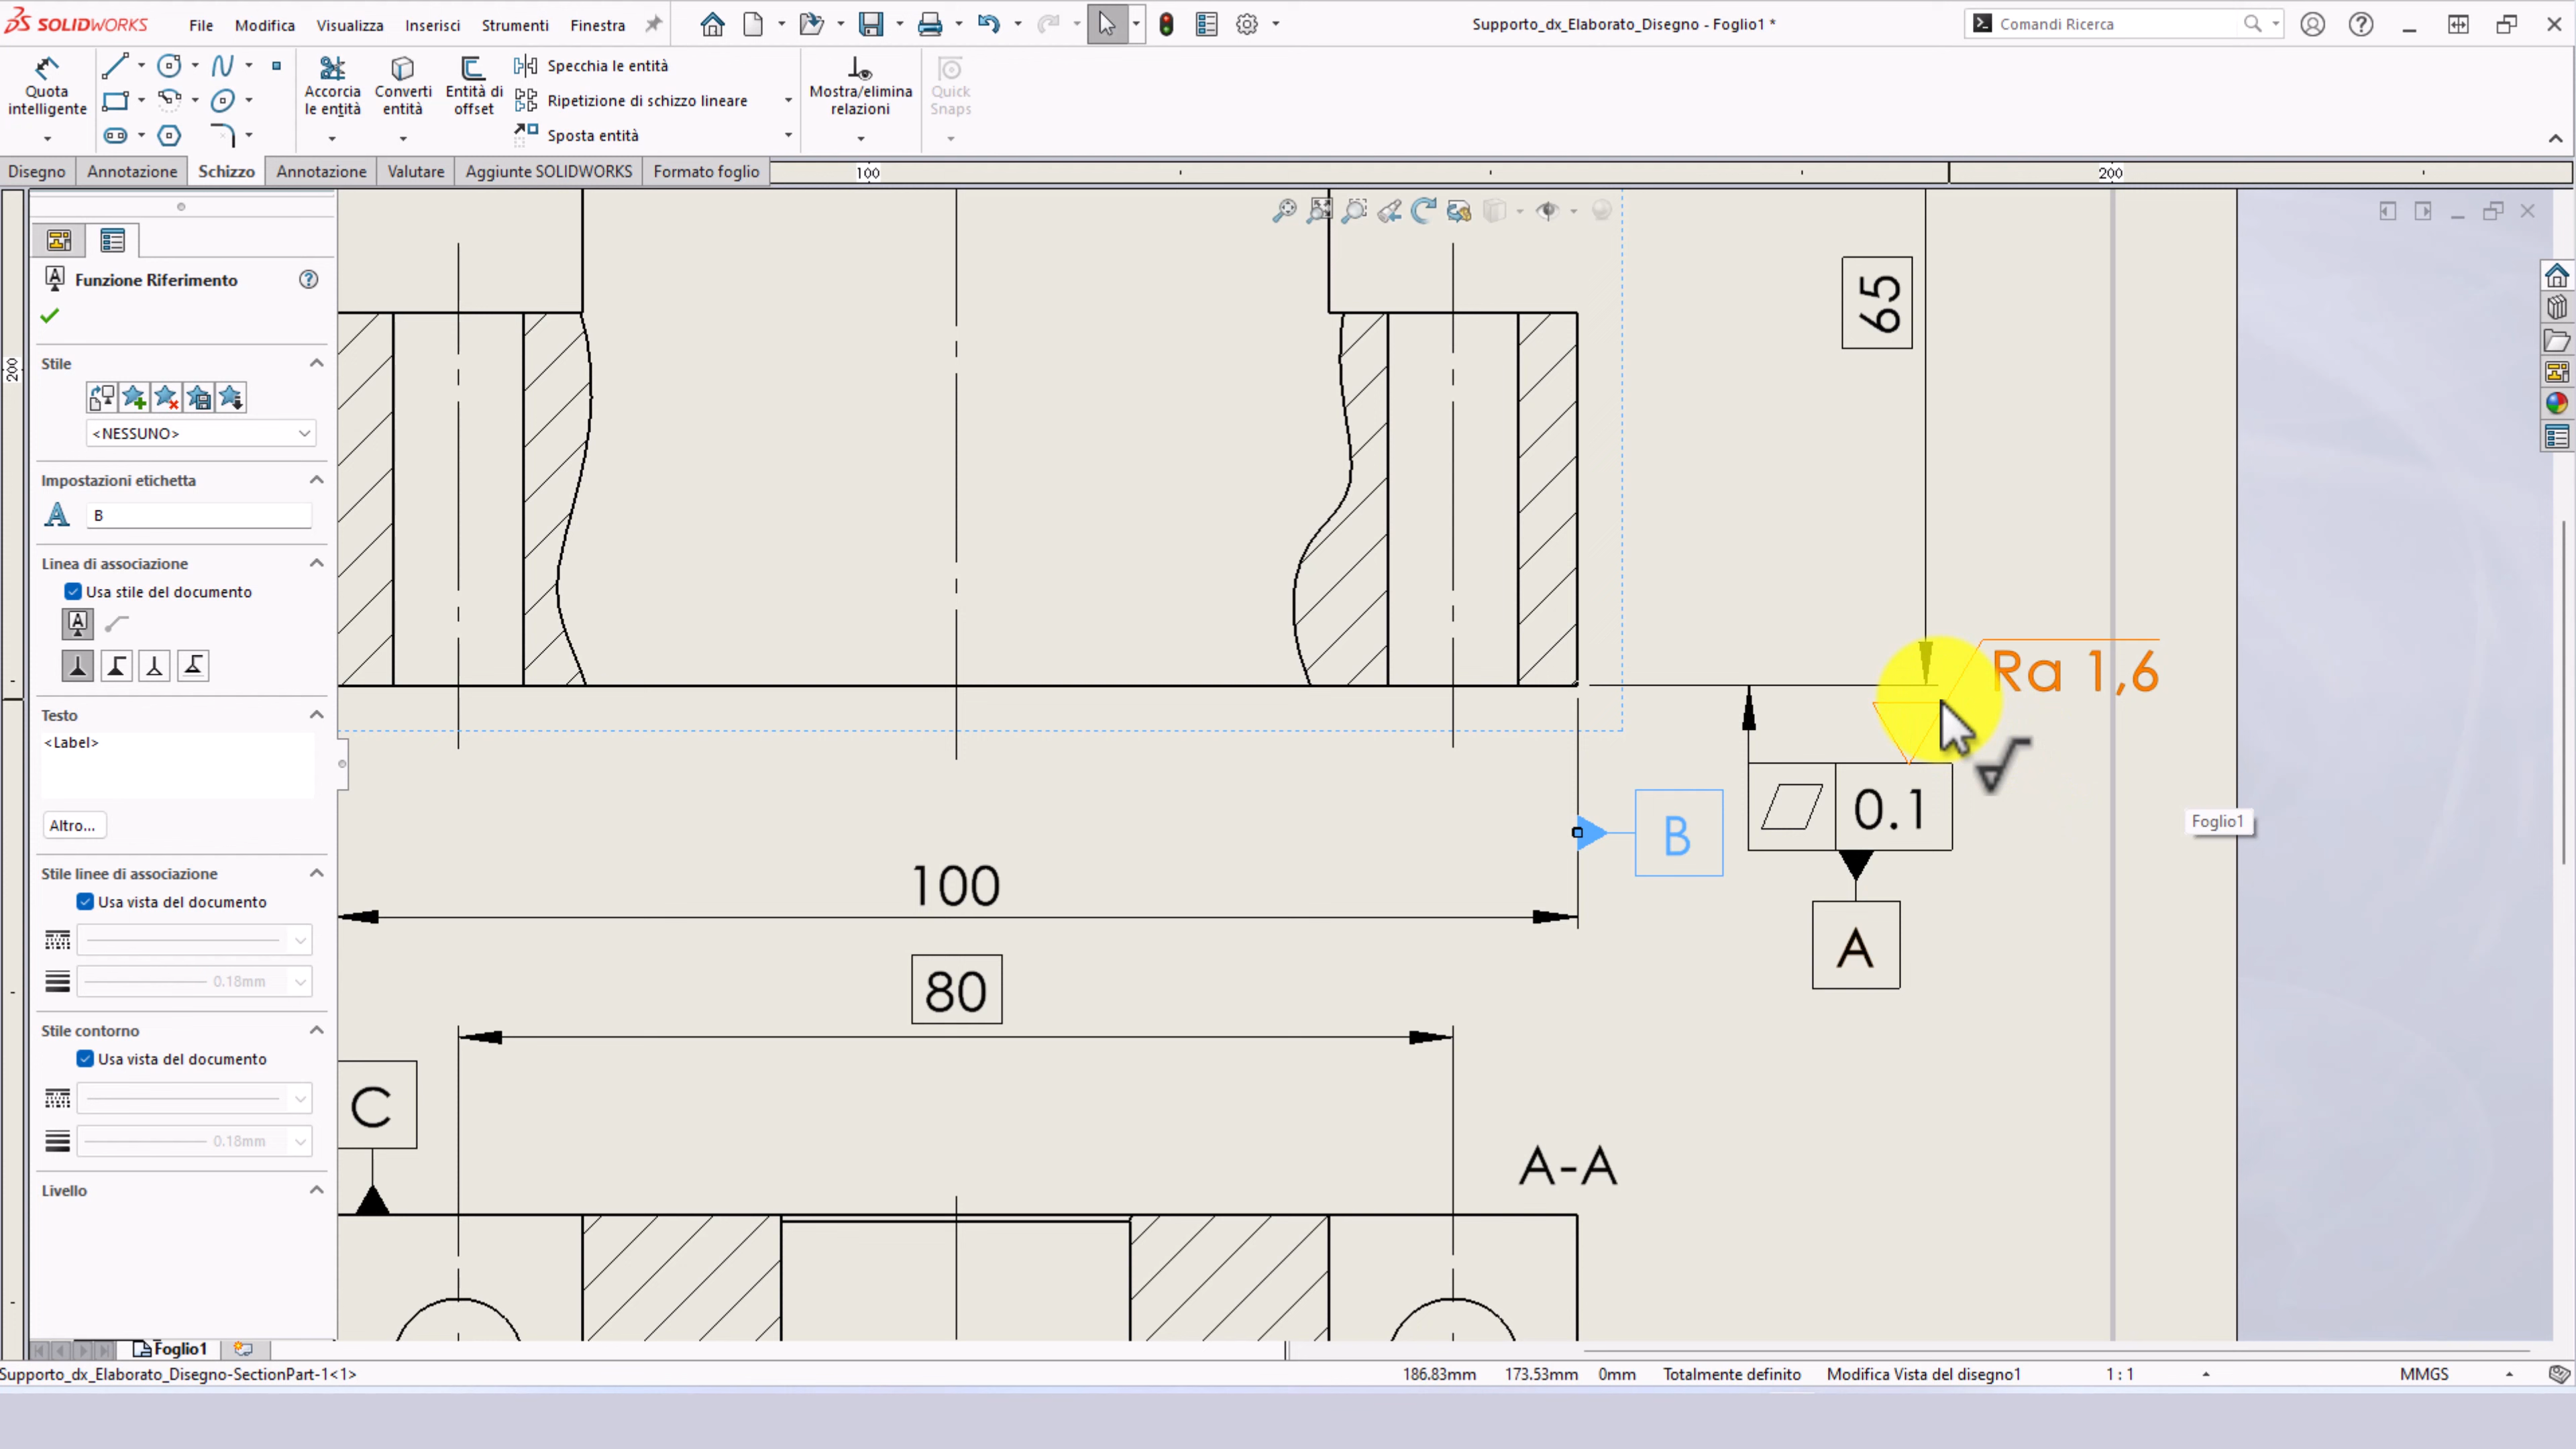 SOLIDWORKS
File Modifica Visualizza Inserisci Strumenti Finestra
Supporto_dx_Elaborato_Disegno - Foglio1 *
Comandi Ricerca
Quota intelligente
Accorcia le entità
Converti entità
Entità di offset
Specchia le entità
Ripetizione di schizzo lineare
Sposta entità
Mostra/elimina relazioni
Quick Snaps
Disegno Annotazione Schizzo Annotazione Valutare Aggiunte SOLIDWORKS Formato foglio
100
200
200
Funzione Riferimento
Stile
<NESSUNO>
Impostazioni etichetta
B
Linea di associazione
Usa stile del documento
Testo
<Label>
Altro...
Stile linee di associazione
Usa vista del documento
0.18mm
Stile contorno
Usa vista del documento
0.18mm
Livello
65
Ra 1,6
B
0.1
Foglio1
A
100
80
C
A-A
Foglio1
Supporto_dx_Elaborato_Disegno-SectionPart-1<1>
186.83mm 173.53mm 0mm Totalmente definito Modifica Vista del disegno1 1 : 1 MMGS